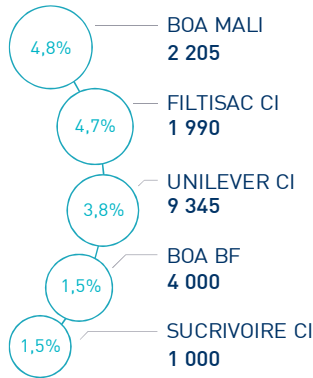 4,8%
BOA MALI
2 205
4,7%
FILTISAC CI
1 990
3,8%
UNILEVER CI
9 345
1,5%
BOA BF
4 000
1,5%
SUCRIVOIRE CI
1 000